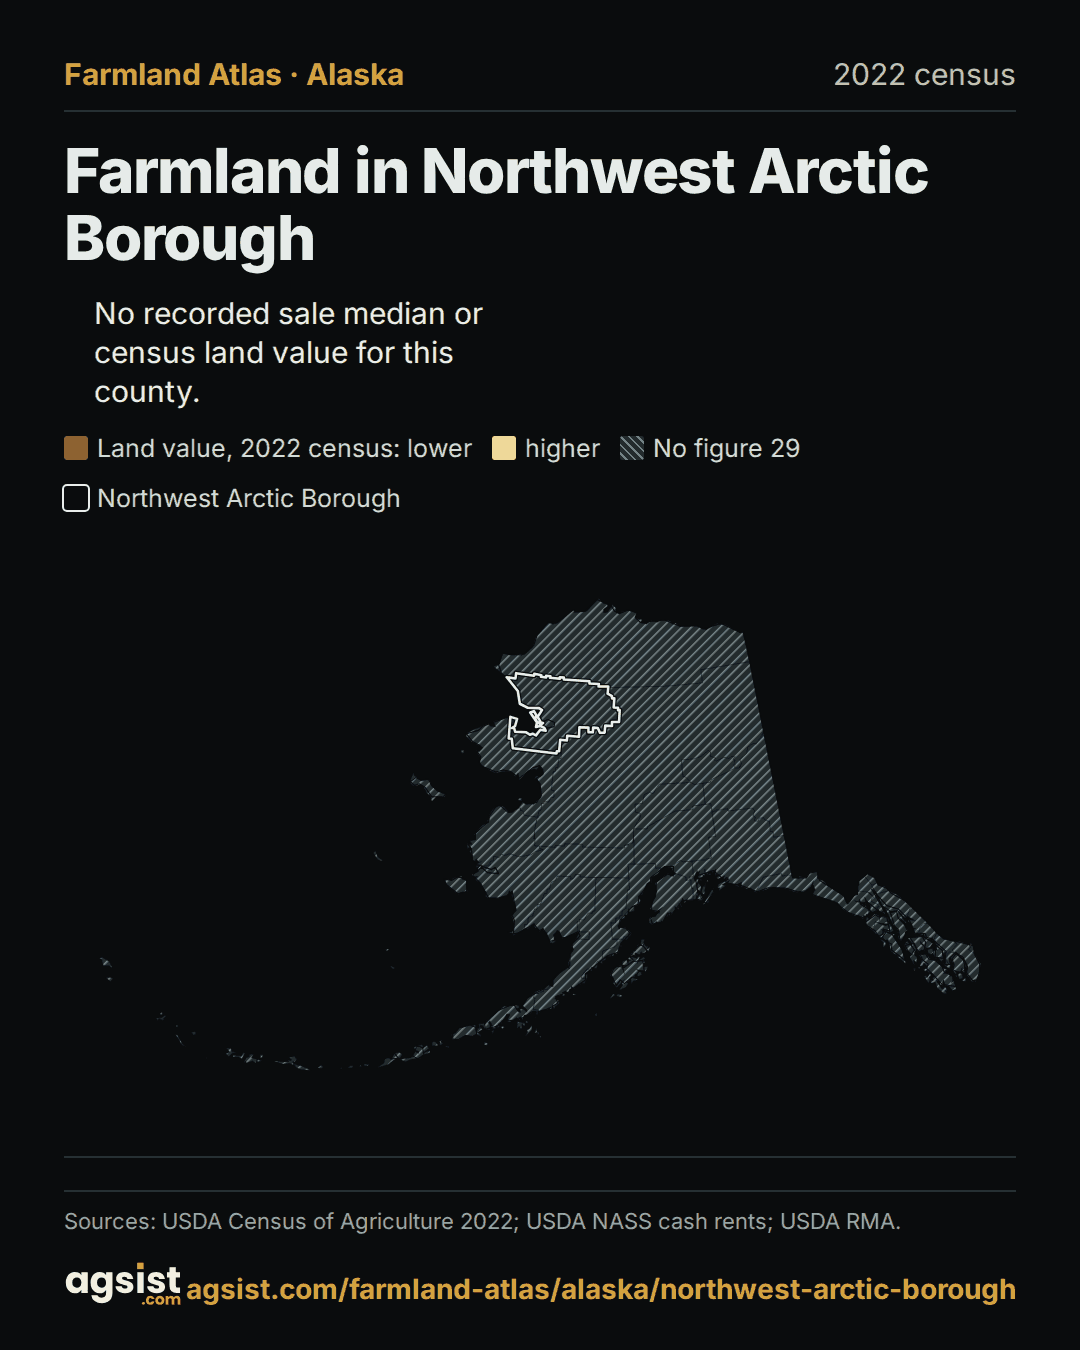 Farmland Atlas · Alaska
2022 census
Farmland in Northwest Arctic
Borough
No recorded sale median or
census land value for this
county.
Land value, 2022 census: lower higher No figure 29
Northwest Arctic Borough
Sources: USDA Census of Agriculture 2022; USDA NASS cash rents; USDA RMA.
agsist.com agsist.com/farmland-atlas/alaska/northwest-arctic-borough